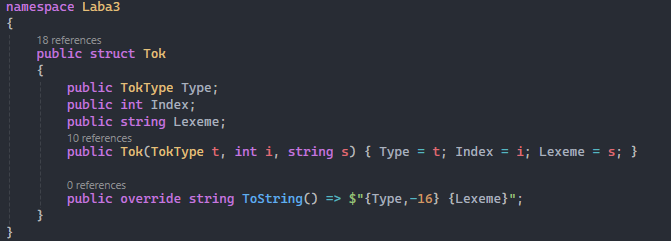 namespace Laba3
{
18 references
public struct Tok
{
public TokType Type;
public int Index;
public string Lexeme;
10 references
public Tok(TokType t, int i, string s) { Type = t; Index = i; Lexeme = s; }
0 references
public override string ToString() => $"{Type,-16} {Lexeme}";
}
}